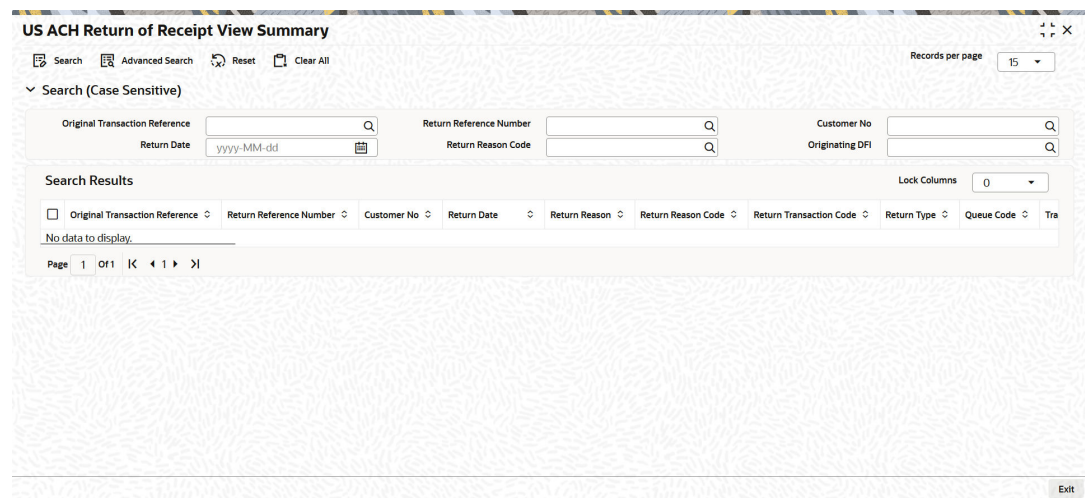 US ACH Return of Receipt View Summary
Search Advanced Search Reset Clear All Records per page 15
Search (Case Sensitive)
Original Transaction Reference Return Reference Number Customer No
Return Date yyyy-MM-dd Return Reason Code Originating DFI
Search Results Lock Columns 0
Original Transaction Reference Return Reference Number Customer No Return Date Return Reason Return Reason Code Return Transaction Code Return Type Queue Code Tra
No data to display.
Page 1 Of 1 1
Exit